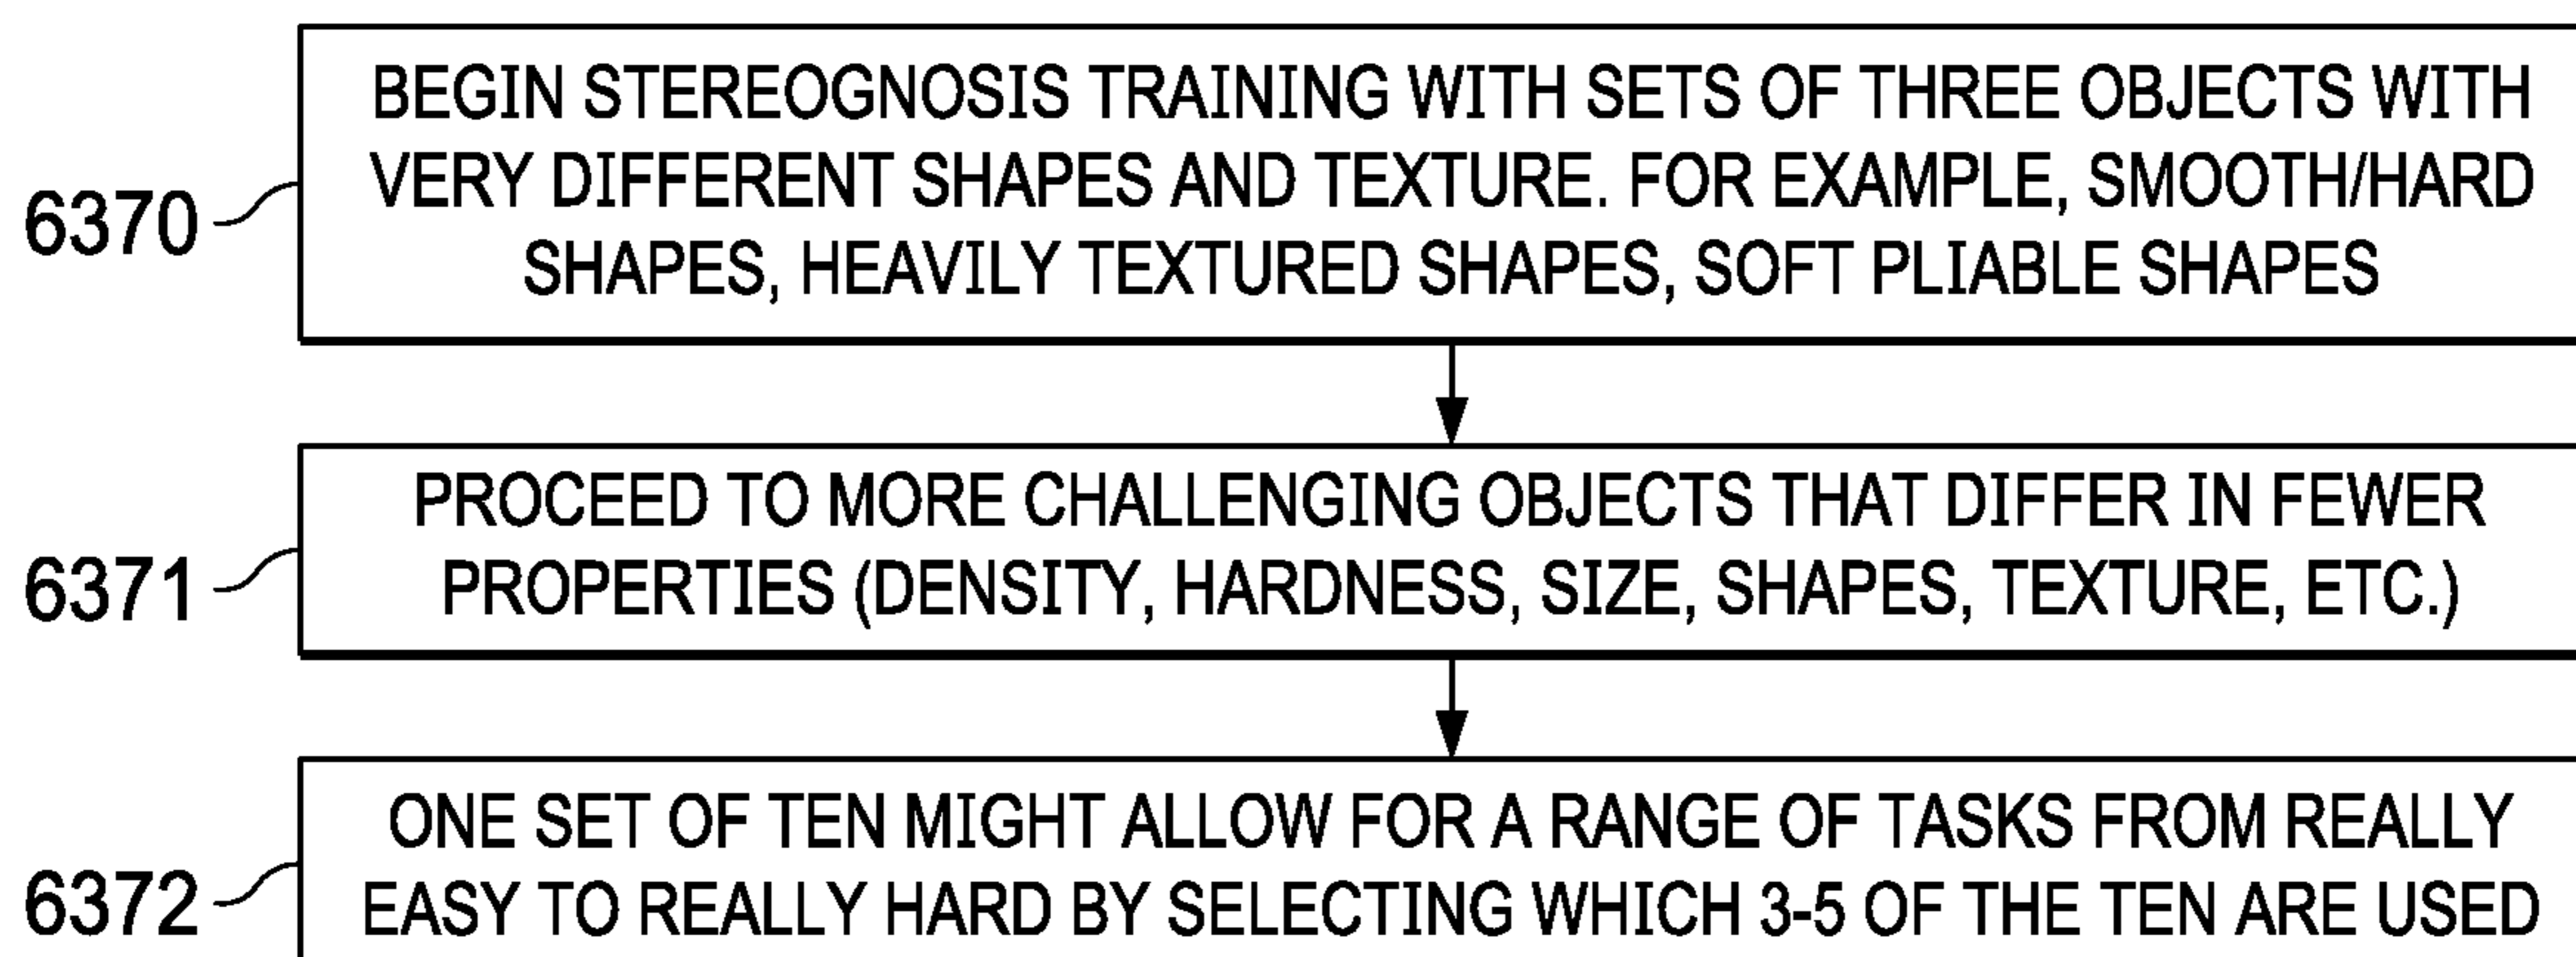 BEGIN STEREOGNOSIS TRAINING WITH SETS OF THREE OBJECTS WITH
VERY DIFFERENT SHAPES AND TEXTURE. FOR EXAMPLE, SMOOTH/HARD
SHAPES, HEAVILY TEXTURED SHAPES, SOFT PLIABLE SHAPES
6370
PROCEED TO MORE CHALLENGING OBJECTS THAT DIFFER IN FEWER
PROPERTIES (DENSITY, HARDNESS, SIZE, SHAPES, TEXTURE, ETC.)
6371
ONE SET OF TEN MIGHT ALLOW FOR A RANGE OF TASKS FROM REALLY
EASY TO REALLY HARD BY SELECTING WHICH 3-5 OF THE TEN ARE USED
6372